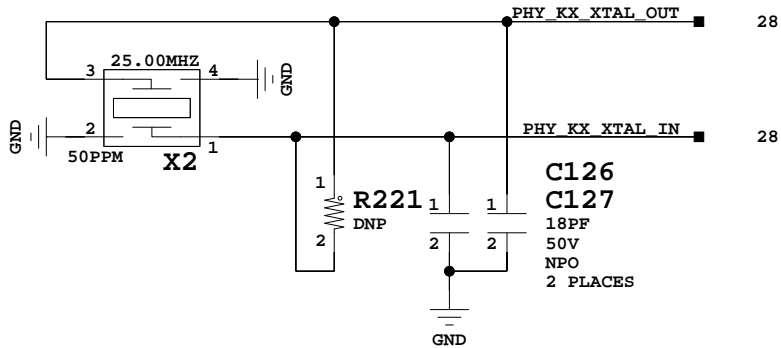 PHY_KX_XTAL_OUT 28
25.00MHZ
3 4
GND
GND
2 1
50PPM X2
PHY_KX_XTAL_IN 28
1 R221
DNP
2
1 1
2 2
C126
C127
18PF
50V
NPO
2 PLACES
GND